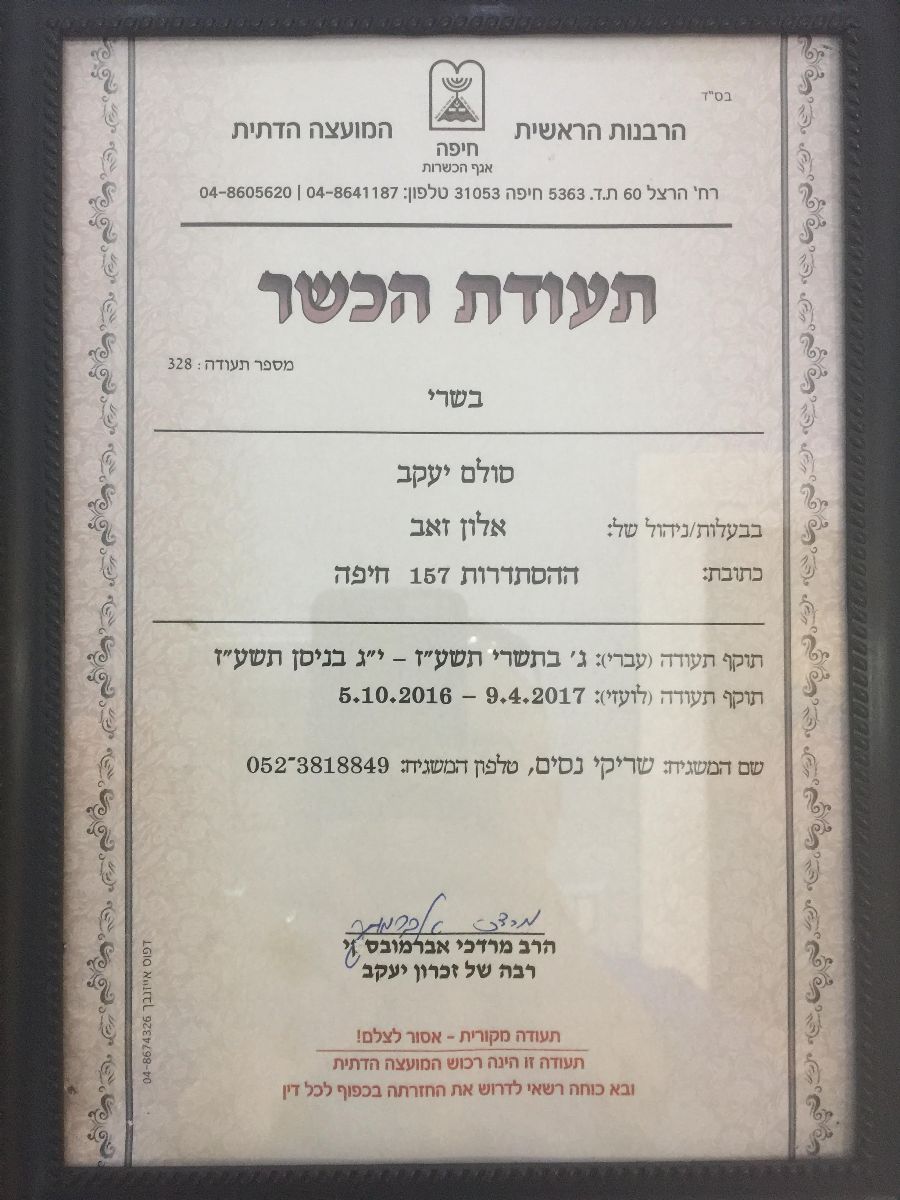 בס"ד
הרבנות הראשית המועצה הדתית
חיפה
אגף הכשרות
רח' הרצל 60 ת.ד. 5363 חיפה 31053 טלפון: 04-8641187 | 04-8605620
תעודת הכשר
מספר תעודה : 328
בשרי
סולם יעקב
בבעלות/ניהול של: אלון זאב
כתובת: ההסתדרות 157 חיפה
תוקף תעודה (עברי): ג' בתשרי תשע"ז – י"ג בניסן תשע"ז
תוקף תעודה (לועזי): 5.10.2016 – 9.4.2017
שם המשגיח: שריקי נסים, טלפון המשגיח: 052-3818849
הרב מרדכי אברמובסקי
רבה של זכרון יעקב
תעודה מקורית - אסור לצלם!
תעודה זו הינה רכוש המועצה הדתית
ובא כוחה רשאי לדרוש את החזרתה בכפוף לכל דין
דפוס אייזנבך 04-8674326